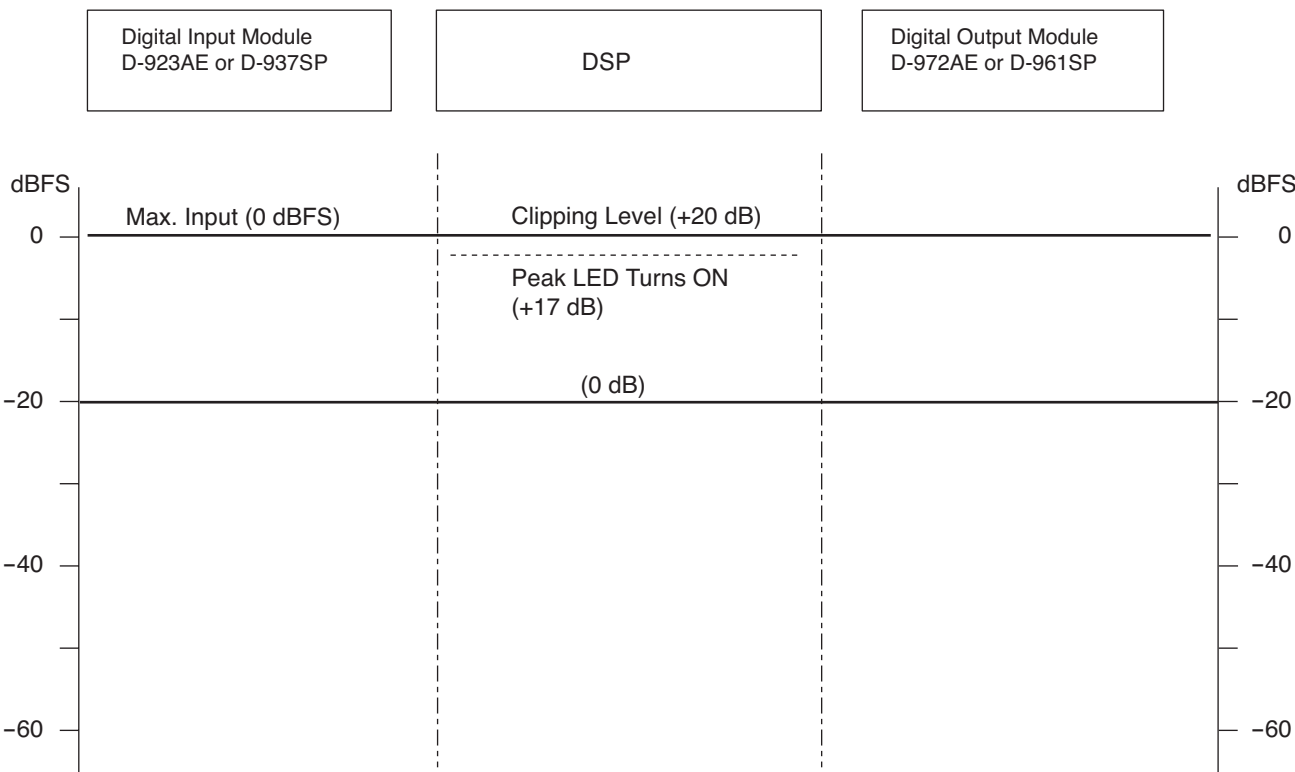 Digital Input Module
D-923AE or D-937SP
DSP
Digital Output Module
D-972AE or D-961SP
dBFS
dBFS
Max. Input (0 dBFS)
Clipping Level (+20 dB)
0
0
Peak LED Turns ON
(+17 dB)
(0 dB)
−20
−20
−40
−40
−60
−60